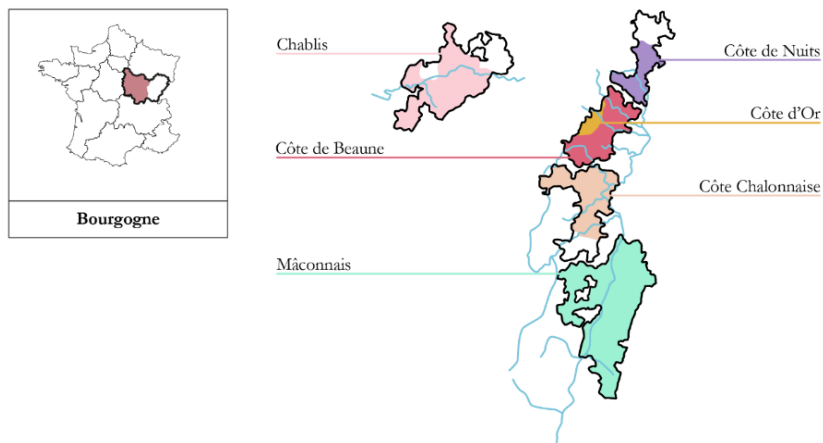 Bourgogne
Chablis
Côte de Nuits
Côte d'Or
Côte de Beaune
Côte Chalonnaise
Mâconnais